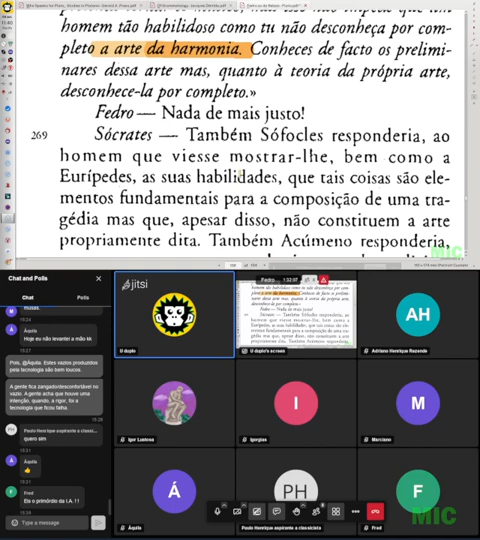 homem tão habilidoso como tu não desconheça por com-
pleto a arte da harmonia. Conheces de facto os prelimi-
nares dessa arte mas, quanto à teoria da própria arte,
desconhece-la por completo.»
Fedro — Nada de mais justo!
269
Sócrates — Também Sófocles responderia, ao
homem que viesse mostrar-lhe, bem como a
Eurípedes, as suas habilidades, que tais coisas são ele-
mentos fundamentais para a composição de uma tra-
gédia mas que, apesar disso, não constituem a arte
propriamente dita. Também Acúmeno responderia,
MIC
Chat and Polls
Chat
Polls
Áquila
Hoje eu não levantei a mão kk
Pois, @Áquila. Estes vazios produzidos
pela tecnologia são bem loucos.
A gente fica zangado/desconfortável no
vazio. A gente acha que houve uma
intenção, quando, a rigor, foi a
tecnologia que ficou falha.
PH
Paulo Henrique aspirante a classici...
quero sim
Áquila
Fred
Ela e primórdio da I.A. !!
Type a message
jitsi
U duplo
U duplo's screen
AH
Adriano Henrique Rezende
Igor Lustosa
I
Igorgias
M
Marciano
Á
Áquila
PH
Paulo Henrique aspirante a classicista
F
Fred
MIC